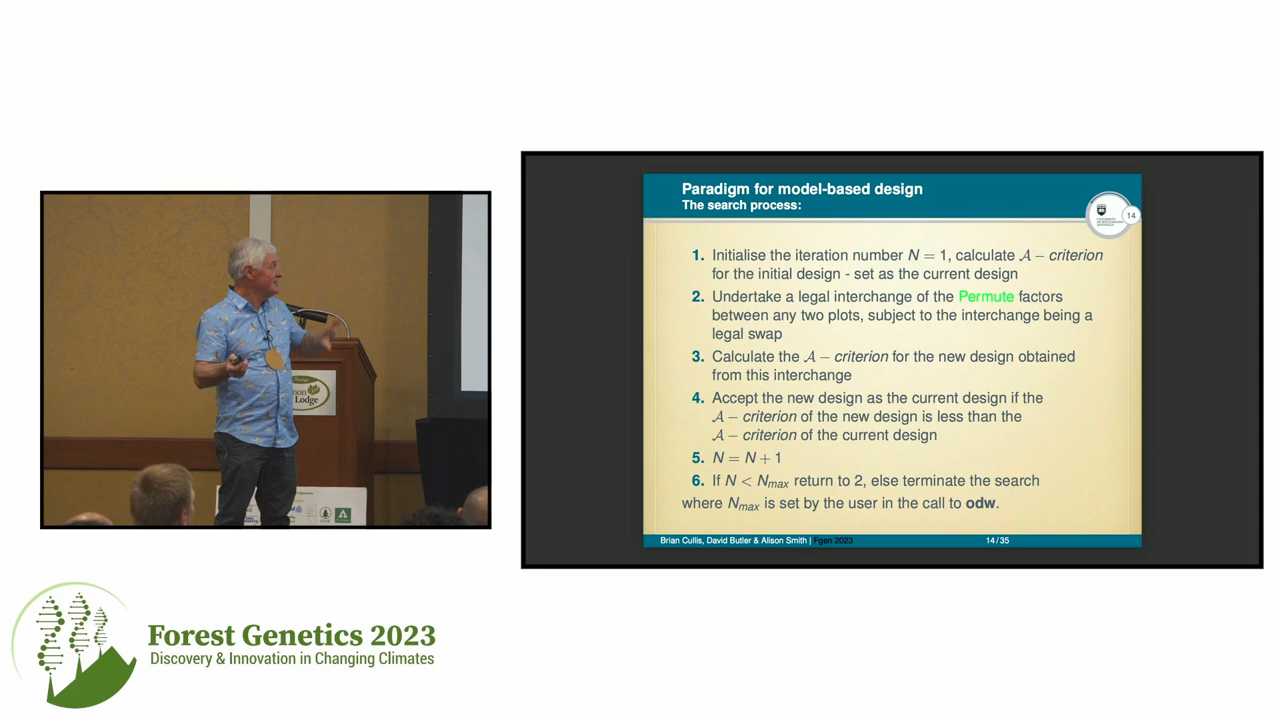 Paradigm for model-based design
The search process:
14
1. Initialise the iteration number N = 1, calculate 𝒜 − criterion
for the initial design - set as the current design
2. Undertake a legal interchange of the Permute factors
between any two plots, subject to the interchange being a
legal swap
3. Calculate the 𝒜 − criterion for the new design obtained
from this interchange
4. Accept the new design as the current design if the
𝒜 − criterion of the new design is less than the
𝒜 − criterion of the current design
5. N = N + 1
6. If N < Nmax return to 2, else terminate the search
where Nmax is set by the user in the call to odw.
Brian Cullis, David Butler & Alison Smith | Fgen 2023
14/35
Lodge
Forest Genetics 2023
Discovery & Innovation in Changing Climates